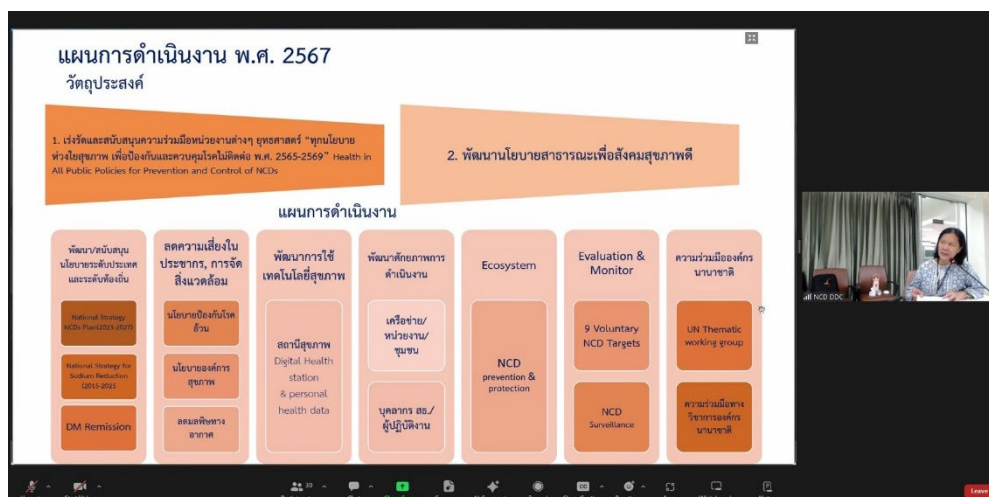 แผนการดำเนินงาน พ.ศ. 2567
วัตถุประสงค์
1. เร่งรัดและสนับสนุนความร่วมมือหน่วยงานต่างๆ ยุทธศาสตร์ "ทุกนโยบาย
ห่วงใยสุขภาพ เพื่อป้องกันและควบคุมโรคไม่ติดต่อ พ.ศ. 2565-2569" Health in
All Public Policies for Prevention and Control of NCDs
2. พัฒนานโยบายสาธารณะเพื่อสังคมสุขภาพดี
แผนการดำเนินงาน
พัฒนา/สนับสนุน
นโยบายระดับประเทศ
และระดับท้องถิ่น
National Strategy
NCDs Plan(2023-2027)
National Strategy for
Sodium Reduction
(2015-2025
DM Remission
ลดความเสี่ยงใน
ประชากร, การจัด
สิ่งแวดล้อม
นโยบายป้องกันโรค
อ้วน
นโยบายองค์การ
สุขภาพ
ลดมลพิษทาง
อากาศ
พัฒนาการใช้
เทคโนโลยี่สุขภาพ
สถานีสุขภาพ
Digital Health
station
& personal
health data
พัฒนาศักยภาพการ
ดำเนินงาน
เครือข่าย/
หน่วยงาน/
ชุมชน
บุคลากร สธ./
ผู้ปฏิบัติงาน
Ecosystem
NCD
prevention &
protection
Evaluation &
Monitor
9 Voluntary
NCD Targets
NCD
Surveillance
ความร่วมมือองค์กร
นานาชาติ
UN Thematic
working group
ความร่วมมือทาง
วิชาการองค์กร
นานาชาติ
all NCD DDC
Leave